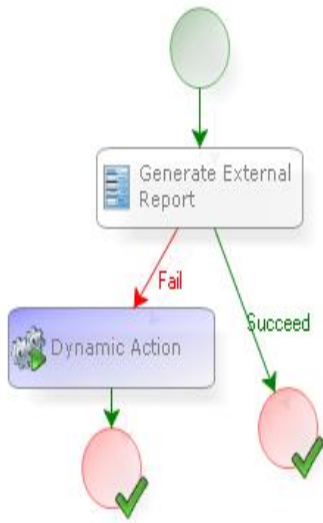 Generate External
Report
Fail
Succeed
Dynamic Action